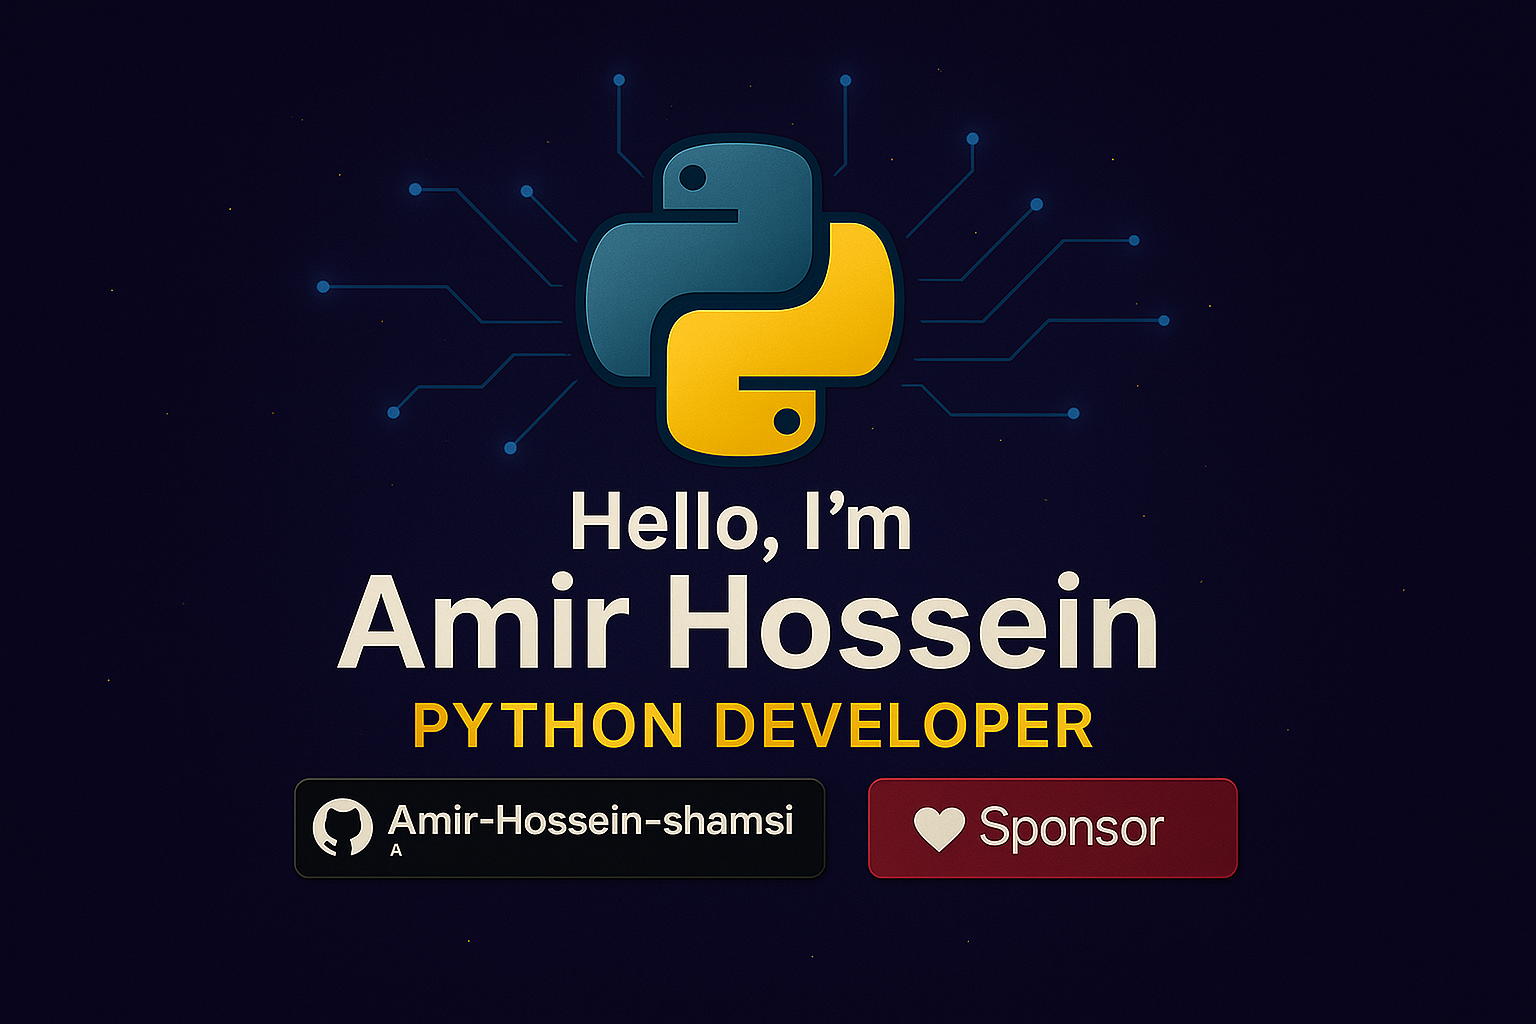 Hello, I’m
Amir Hossein
PYTHON DEVELOPER
Amir-Hossein-shamsi
A
Sponsor